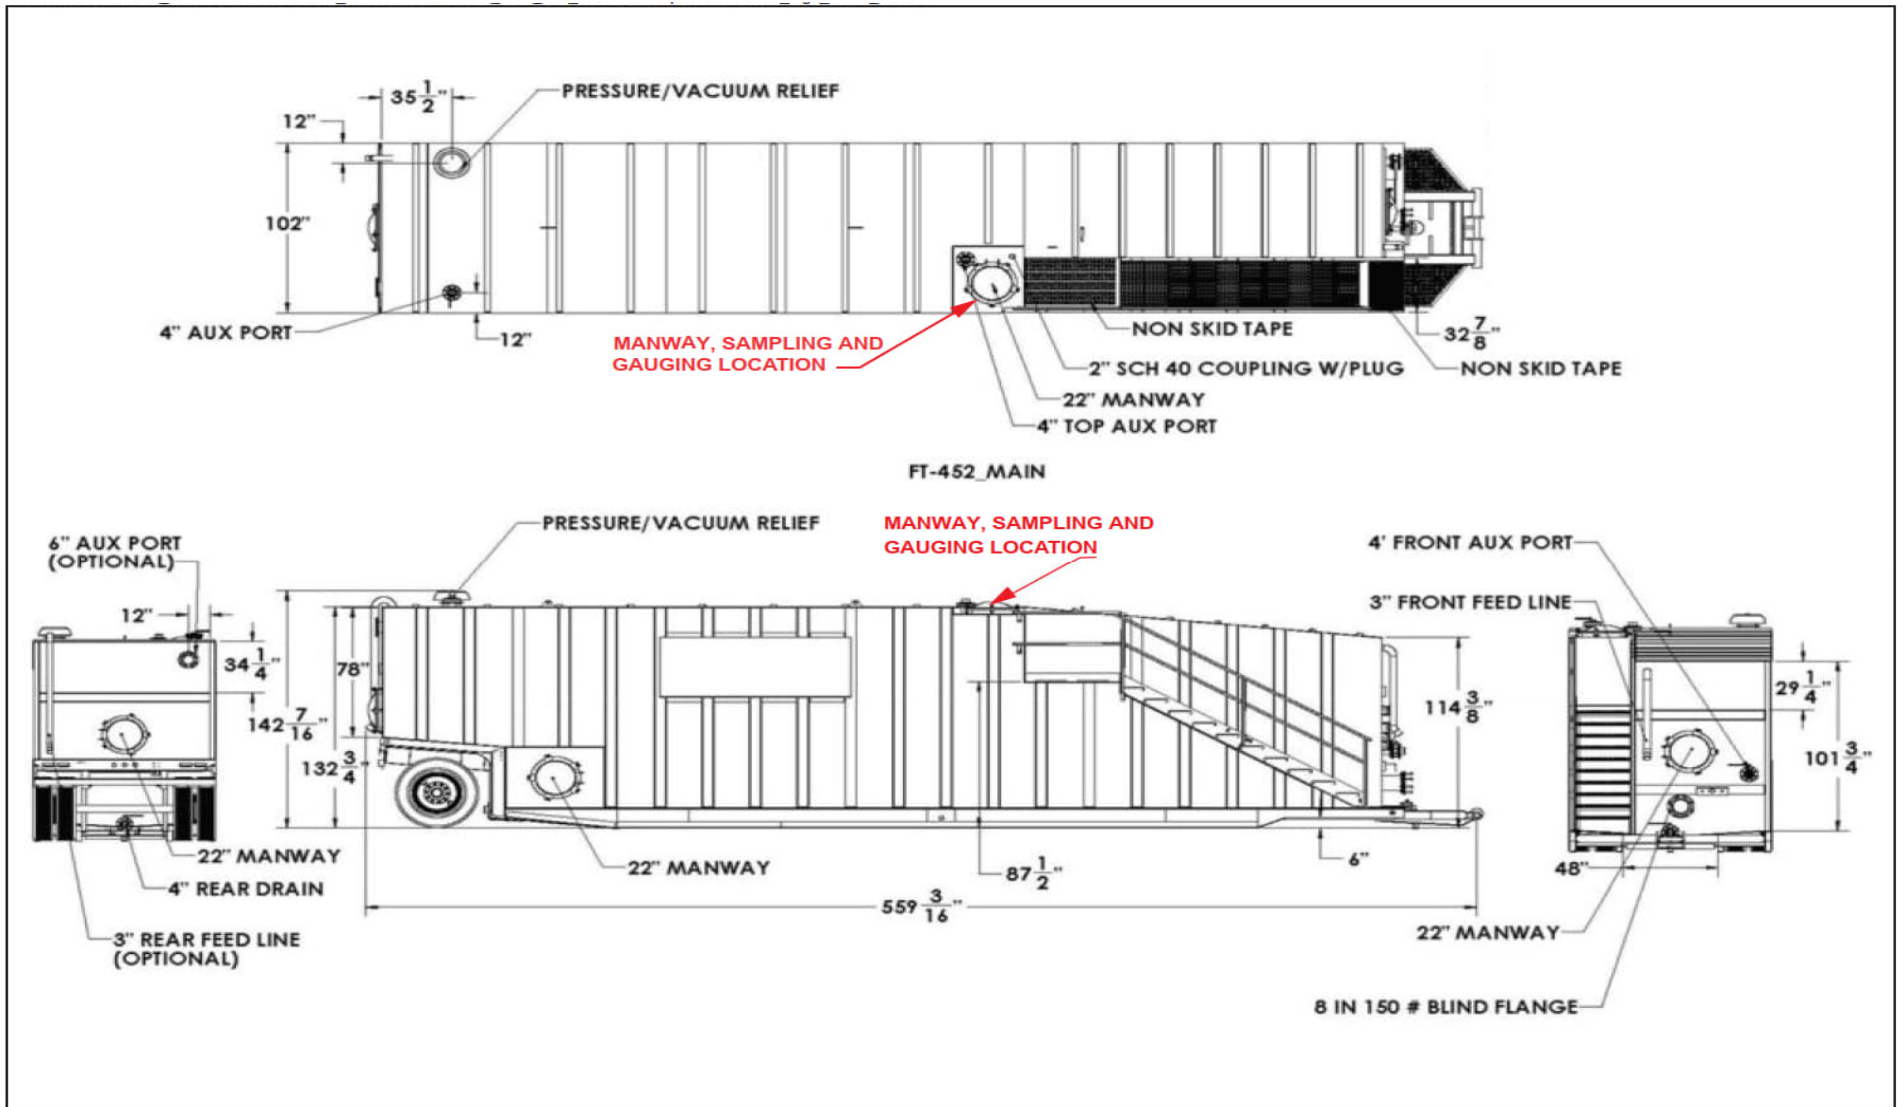 35 1/2"
PRESSURE/VACUUM RELIEF
12"
102"
4" AUX PORT
12"
MANWAY, SAMPLING AND
GAUGING LOCATION
NON SKID TAPE
32 7/8"
2" SCH 40 COUPLING W/PLUG
NON SKID TAPE
22" MANWAY
4" TOP AUX PORT
FT-452_MAIN
PRESSURE/VACUUM RELIEF
MANWAY, SAMPLING AND
GAUGING LOCATION
6" AUX PORT
(OPTIONAL)
12"
34 1/4"
142 7/16"
78"
132 3/4"
22" MANWAY
4" REAR DRAIN
3" REAR FEED LINE
(OPTIONAL)
22" MANWAY
87 1/2"
559 3/16"
6"
114 3/8"
4' FRONT AUX PORT
3" FRONT FEED LINE
29 1/4"
101 3/4"
48"
22" MANWAY
8 IN 150 # BLIND FLANGE